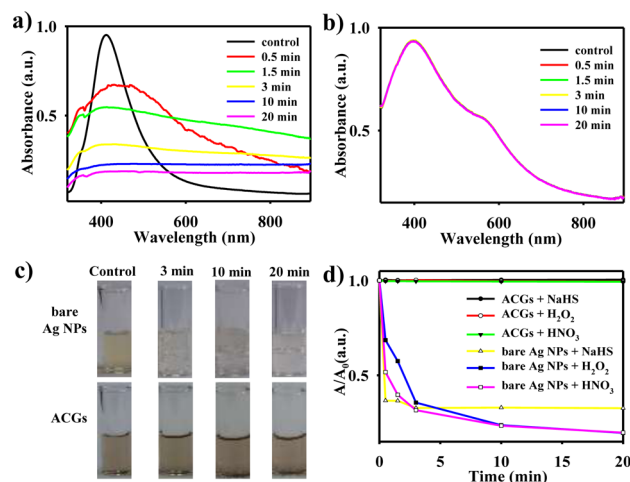 a)
1.0
0.5
Absorbance (a.u.)
400 600 800
Wavelength (nm)
control
0.5 min
1.5 min
3 min
10 min
20 min
b)
1.0
0.5
Absorbance (a.u.)
400 600 800
Wavelength (nm)
control
0.5 min
1.5 min
3 min
10 min
20 min
c)
Control 3 min 10 min 20 min
bare
Ag NPs
ACGs
d)
1.0
0.5
A/A₀(a.u.)
0 5 10 15 20
Time (min)
ACGs + NaHS
ACGs + H₂O₂
ACGs + HNO₃
bare Ag NPs + NaHS
bare Ag NPs + H₂O₂
bare Ag NPs + HNO₃